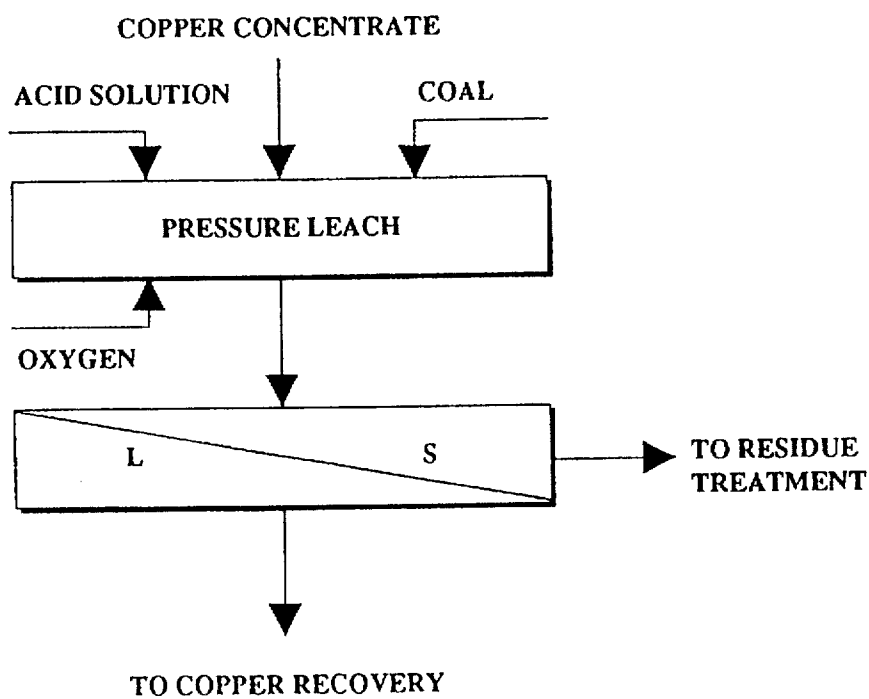 COPPER CONCENTRATE
ACID SOLUTION
COAL
PRESSURE LEACH
OXYGEN
L
S
TO RESIDUE
TREATMENT
TO COPPER RECOVERY